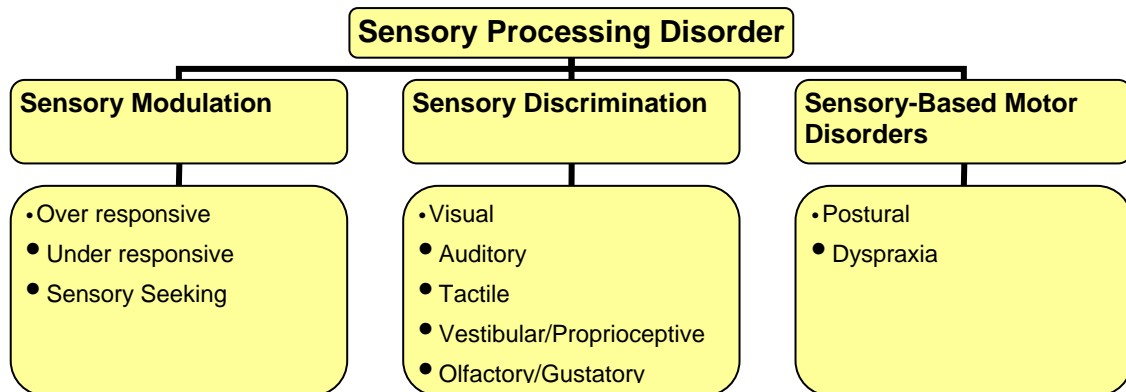 Sensory Processing Disorder
Sensory Modulation
Sensory Discrimination
Sensory-Based Motor
Disorders
•Over responsive
• Under responsive
• Sensory Seeking
•Visual
• Auditory
• Tactile
• Vestibular/Proprioceptive
• Olfactory/Gustatory
•Postural
• Dyspraxia